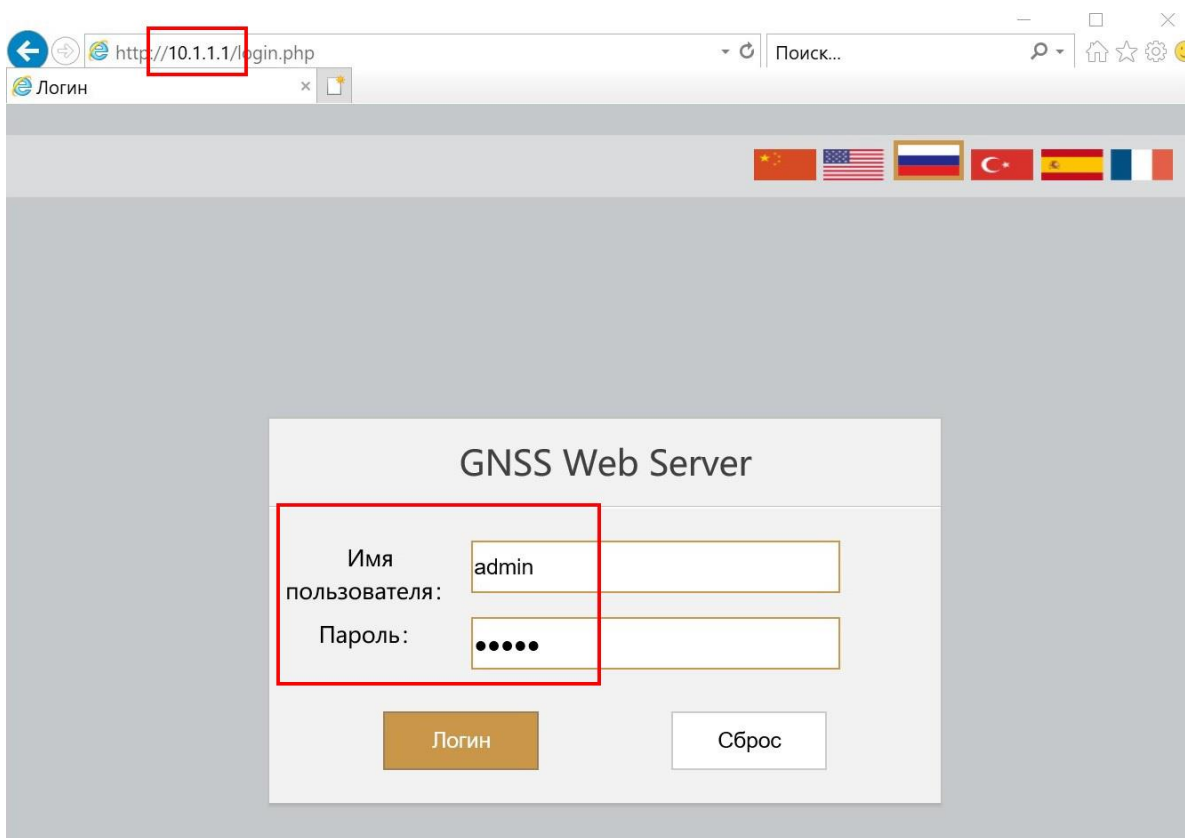 http://10.1.1.1/login.php
Поиск...
Логин
GNSS Web Server
Имя
пользователя:
admin
Пароль:
•••••
Логин
Сброс